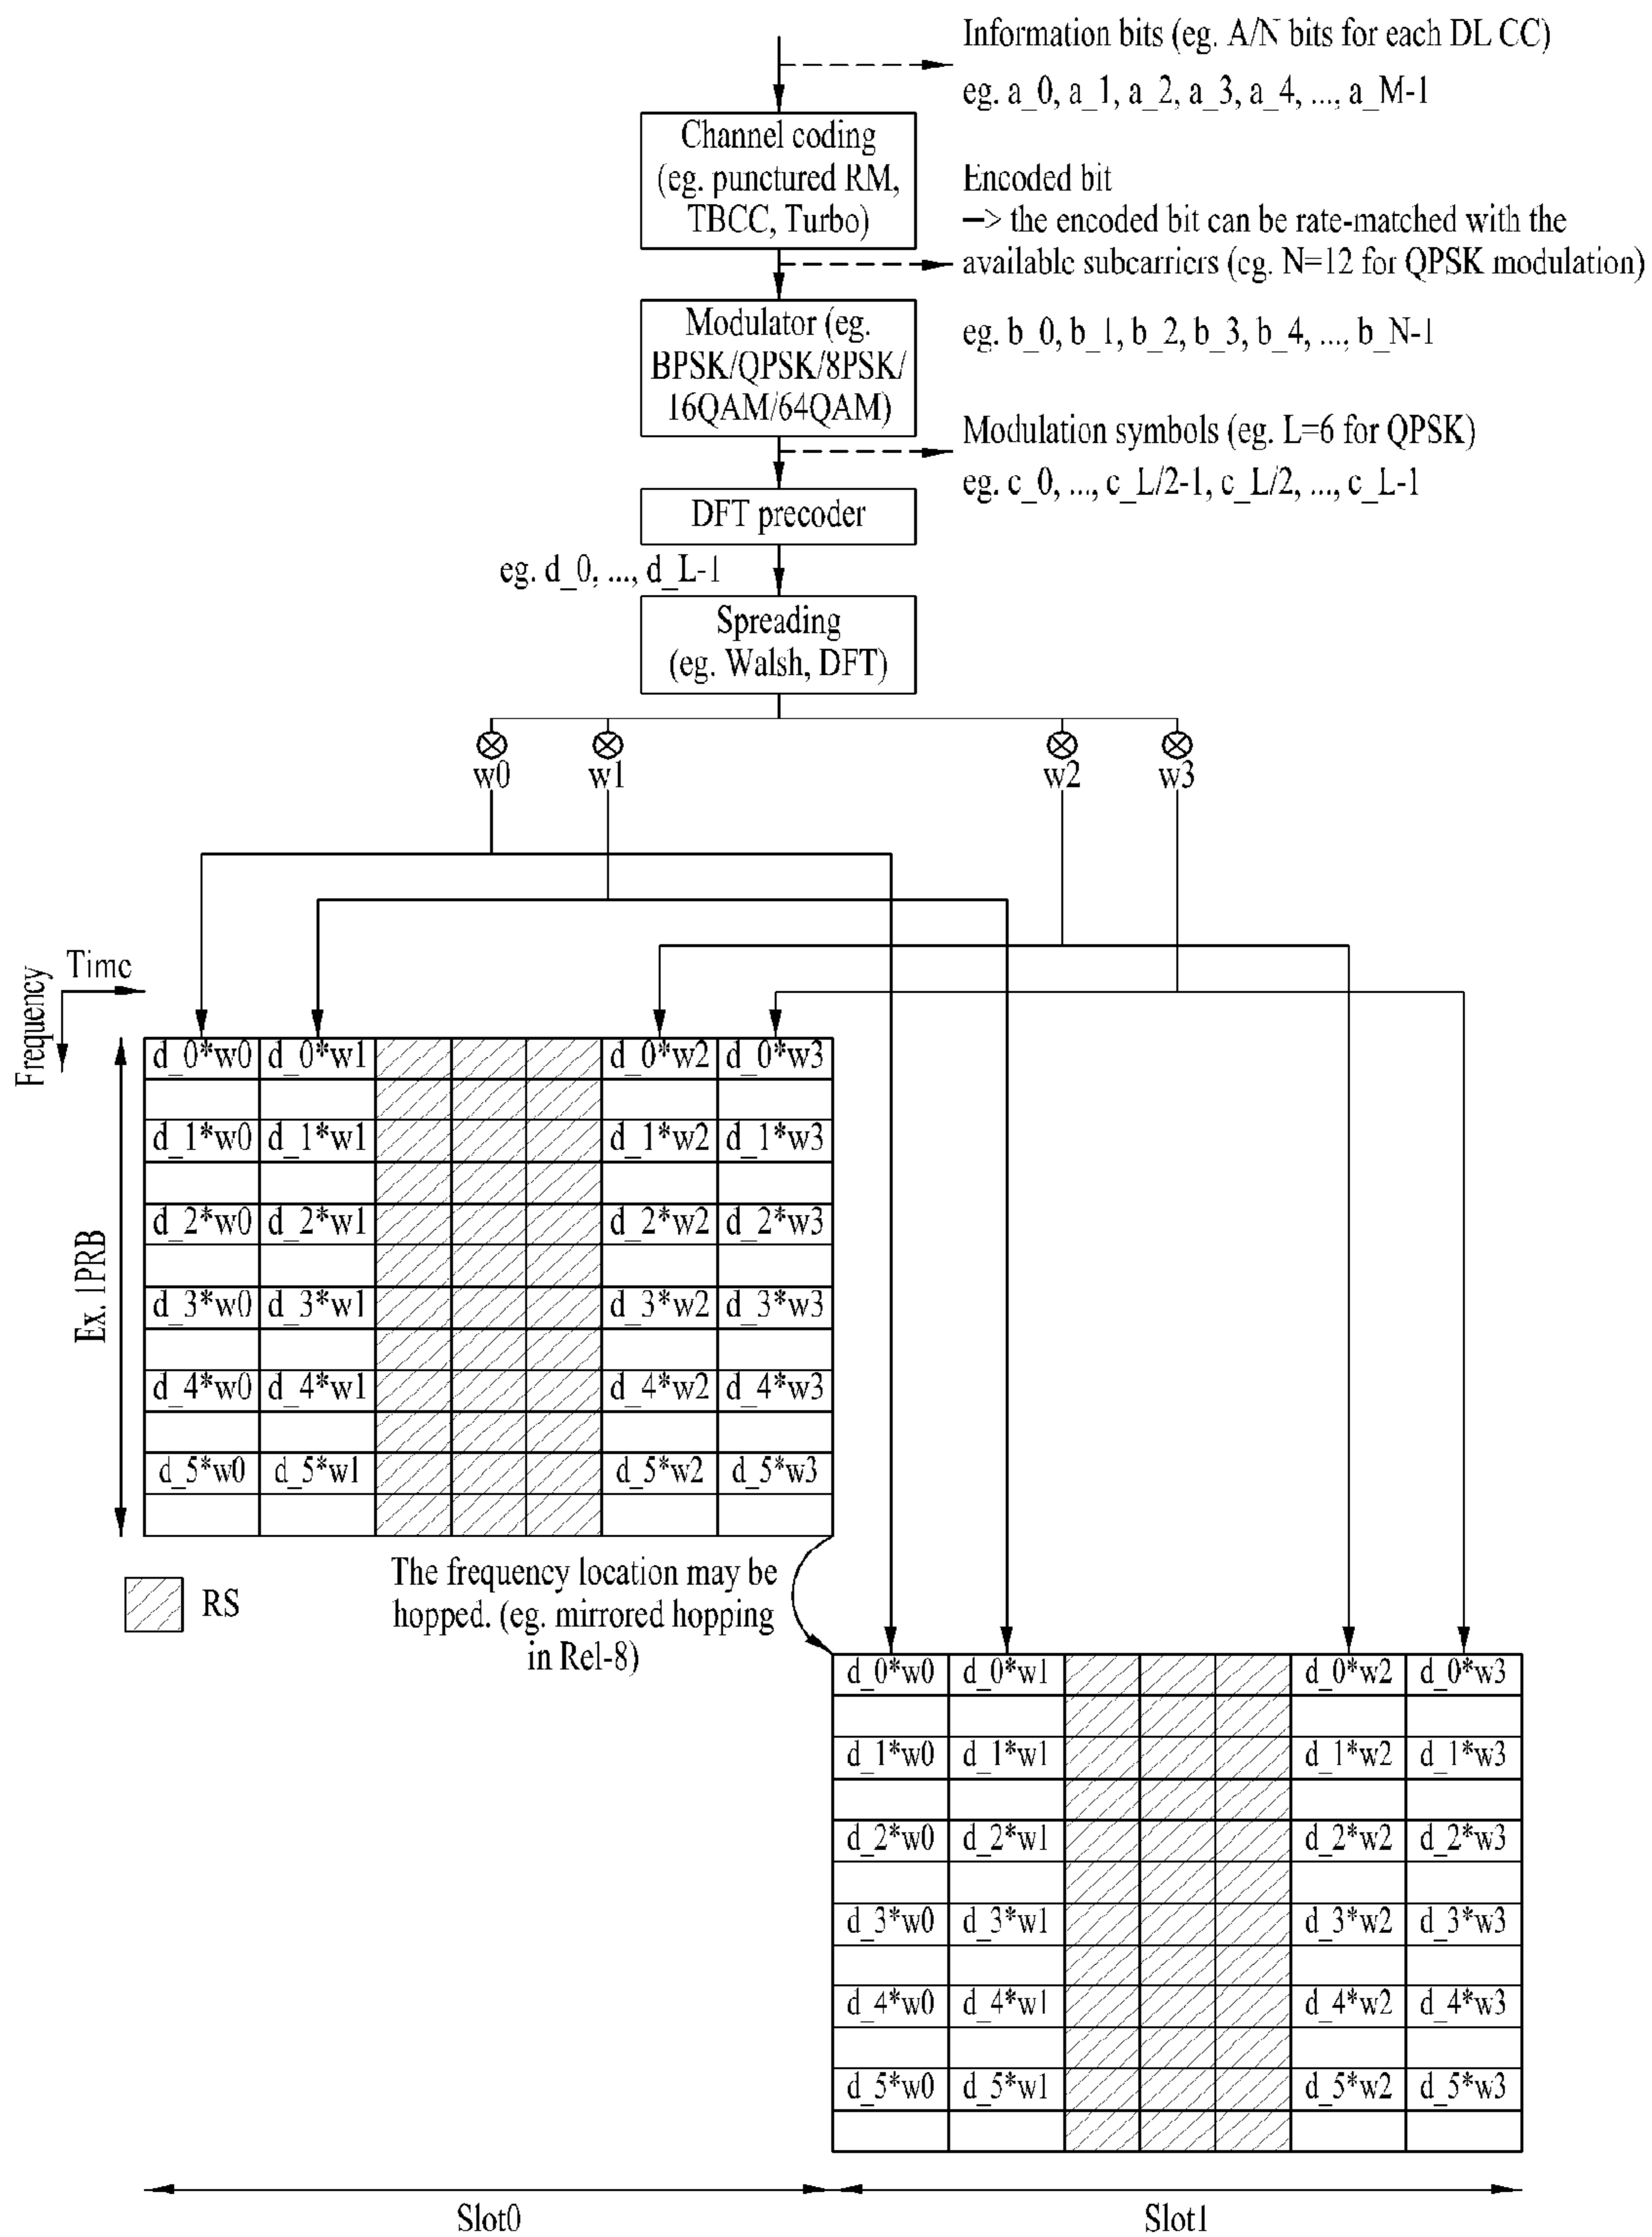 Information bits (eg. A/N bits for each DL CC)
eg. a_0, a_1, a_2, a_3, a_4, ..., a_M-1
Channel coding
(eg. punctured RM,
TBCC, Turbo)
Encoded bit
—> the encoded bit can be rate-matched with the
available subcarriers (eg. N=12 for QPSK modulation)
eg. b_0, b_1, b_2, b_3, b_4, ..., b_N-1
Modulator (eg.
BPSK/QPSK/8PSK/
16QAM/64QAM)
Modulation symbols (eg. L=6 for QPSK)
eg. c_0, ..., c_L/2-1, c_L/2, ..., c_L-1
DFT precoder
eg. d_0, ..., d_L-1
Spreading
(eg. Walsh, DFT)
w0 w1 w2 w3
Time
Frequency
d_0*w0 d_0*w1 d_0*w2 d_0*w3
d_1*w0 d_1*w1 d_1*w2 d_1*w3
d_2*w0 d_2*w1 d_2*w2 d_2*w3
Ex. 1PRB
d_3*w0 d_3*w1 d_3*w2 d_3*w3
d_4*w0 d_4*w1 d_4*w2 d_4*w3
d_5*w0 d_5*w1 d_5*w2 d_5*w3
RS
The frequency location may be
hopped. (eg. mirrored hopping
in Rel-8)
d_0*w0 d_0*w1 d_0*w2 d_0*w3
d_1*w0 d_1*w1 d_1*w2 d_1*w3
d_2*w0 d_2*w1 d_2*w2 d_2*w3
d_3*w0 d_3*w1 d_3*w2 d_3*w3
d_4*w0 d_4*w1 d_4*w2 d_4*w3
d_5*w0 d_5*w1 d_5*w2 d_5*w3
Slot0 Slot1